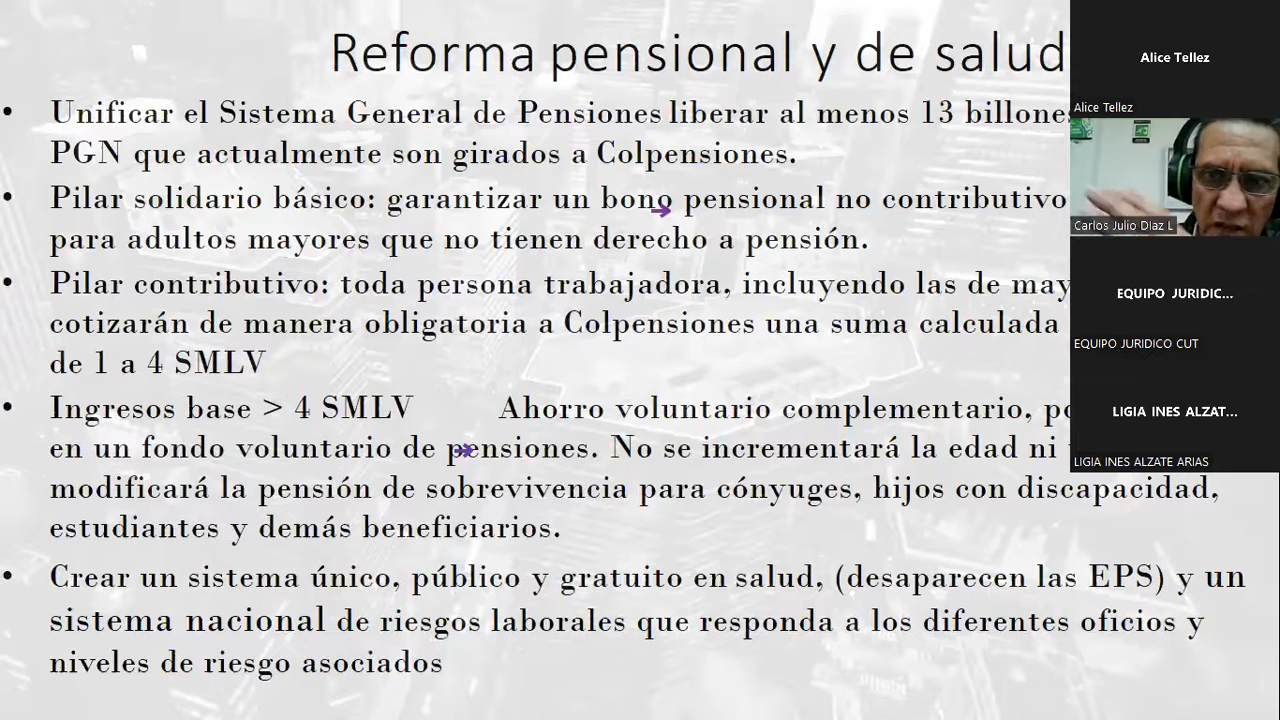 Reforma pensional y de salud
• Unificar el Sistema General de Pensiones liberar al menos 13 billones
PGN que actualmente son girados a Colpensiones.
• Pilar solidario básico: garantizar un bono pensional no contributivo
para adultos mayores que no tienen derecho a pensión.
• Pilar contributivo: toda persona trabajadora, incluyendo las de may
cotizarán de manera obligatoria a Colpensiones una suma calculada
de 1 a 4 SMLV
• Ingresos base > 4 SMLV Ahorro voluntario complementario,
en un fondo voluntario de pensiones. No se incrementará la edad ni
modificará la pensión de sobrevivencia para cónyuges, hijos con discapacidad,
estudiantes y demás beneficiarios.
• Crear un sistema único, público y gratuito en salud, (desaparecen las EPS) y un
sistema nacional de riesgos laborales que responda a los diferentes oficios y
niveles de riesgo asociados
Alice Tellez
Alice Tellez
Carlos Julio Diaz L
EQUIPO JURIDIC...
EQUIPO JURIDICO CUT
LIGIA INES ALZAT...
LIGIA INES ALZATE ARIAS